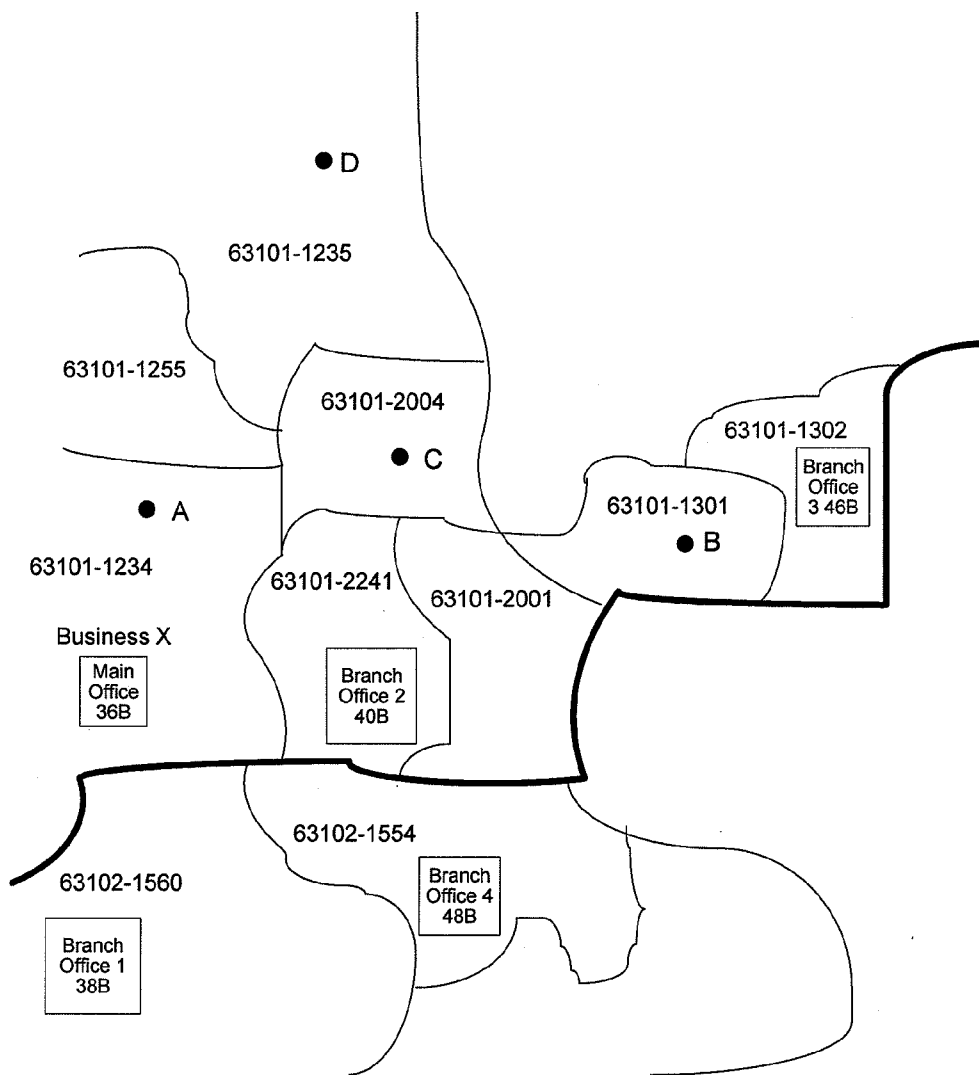 D
63101-1235
63101-1255
63101-2004
63101-1302
C
Branch
Office
3 46B
A
63101-1301
B
63101-1234
63101-2241
63101-2001
Business X
Main
Office
36B
Branch
Office 2
40B
63102-1554
63102-1560
Branch
Office 4
48B
Branch
Office 1
38B